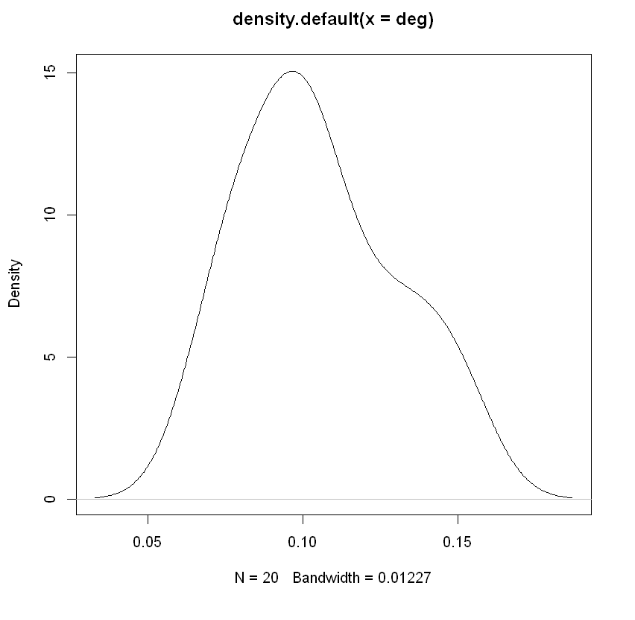 density.default(x = deg)
Density
15
10
5
0
0.05 0.10 0.15
N = 20 Bandwidth = 0.01227